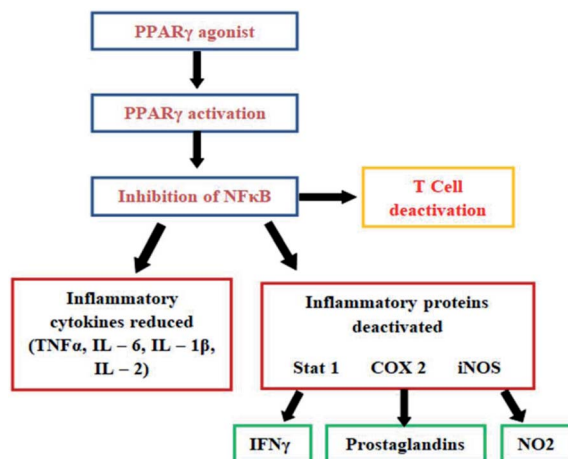 PPARγ agonist
PPARγ activation
Inhibition of NFκB
T Cell
deactivation
Inflammatory
cytokines reduced
(TNFα, IL – 6, IL – 1β,
IL – 2)
Inflammatory proteins
deactivated
Stat 1 COX 2 iNOS
IFNγ
Prostaglandins
NO2